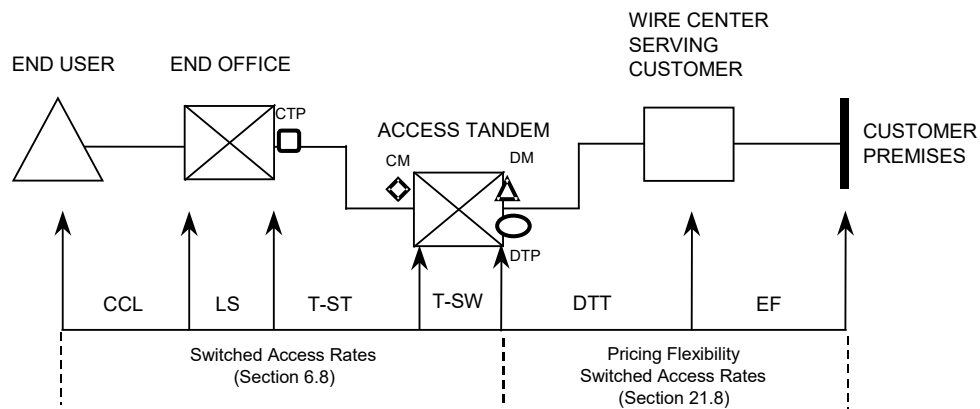 WIRE CENTER
SERVING
CUSTOMER
END USER
END OFFICE
CTP
ACCESS TANDEM
CM
DM
CUSTOMER
PREMISES
DTP
CCL
LS
T-ST
T-SW
DTT
EF
Switched Access Rates
(Section 6.8)
Pricing Flexibility
Switched Access Rates
(Section 21.8)